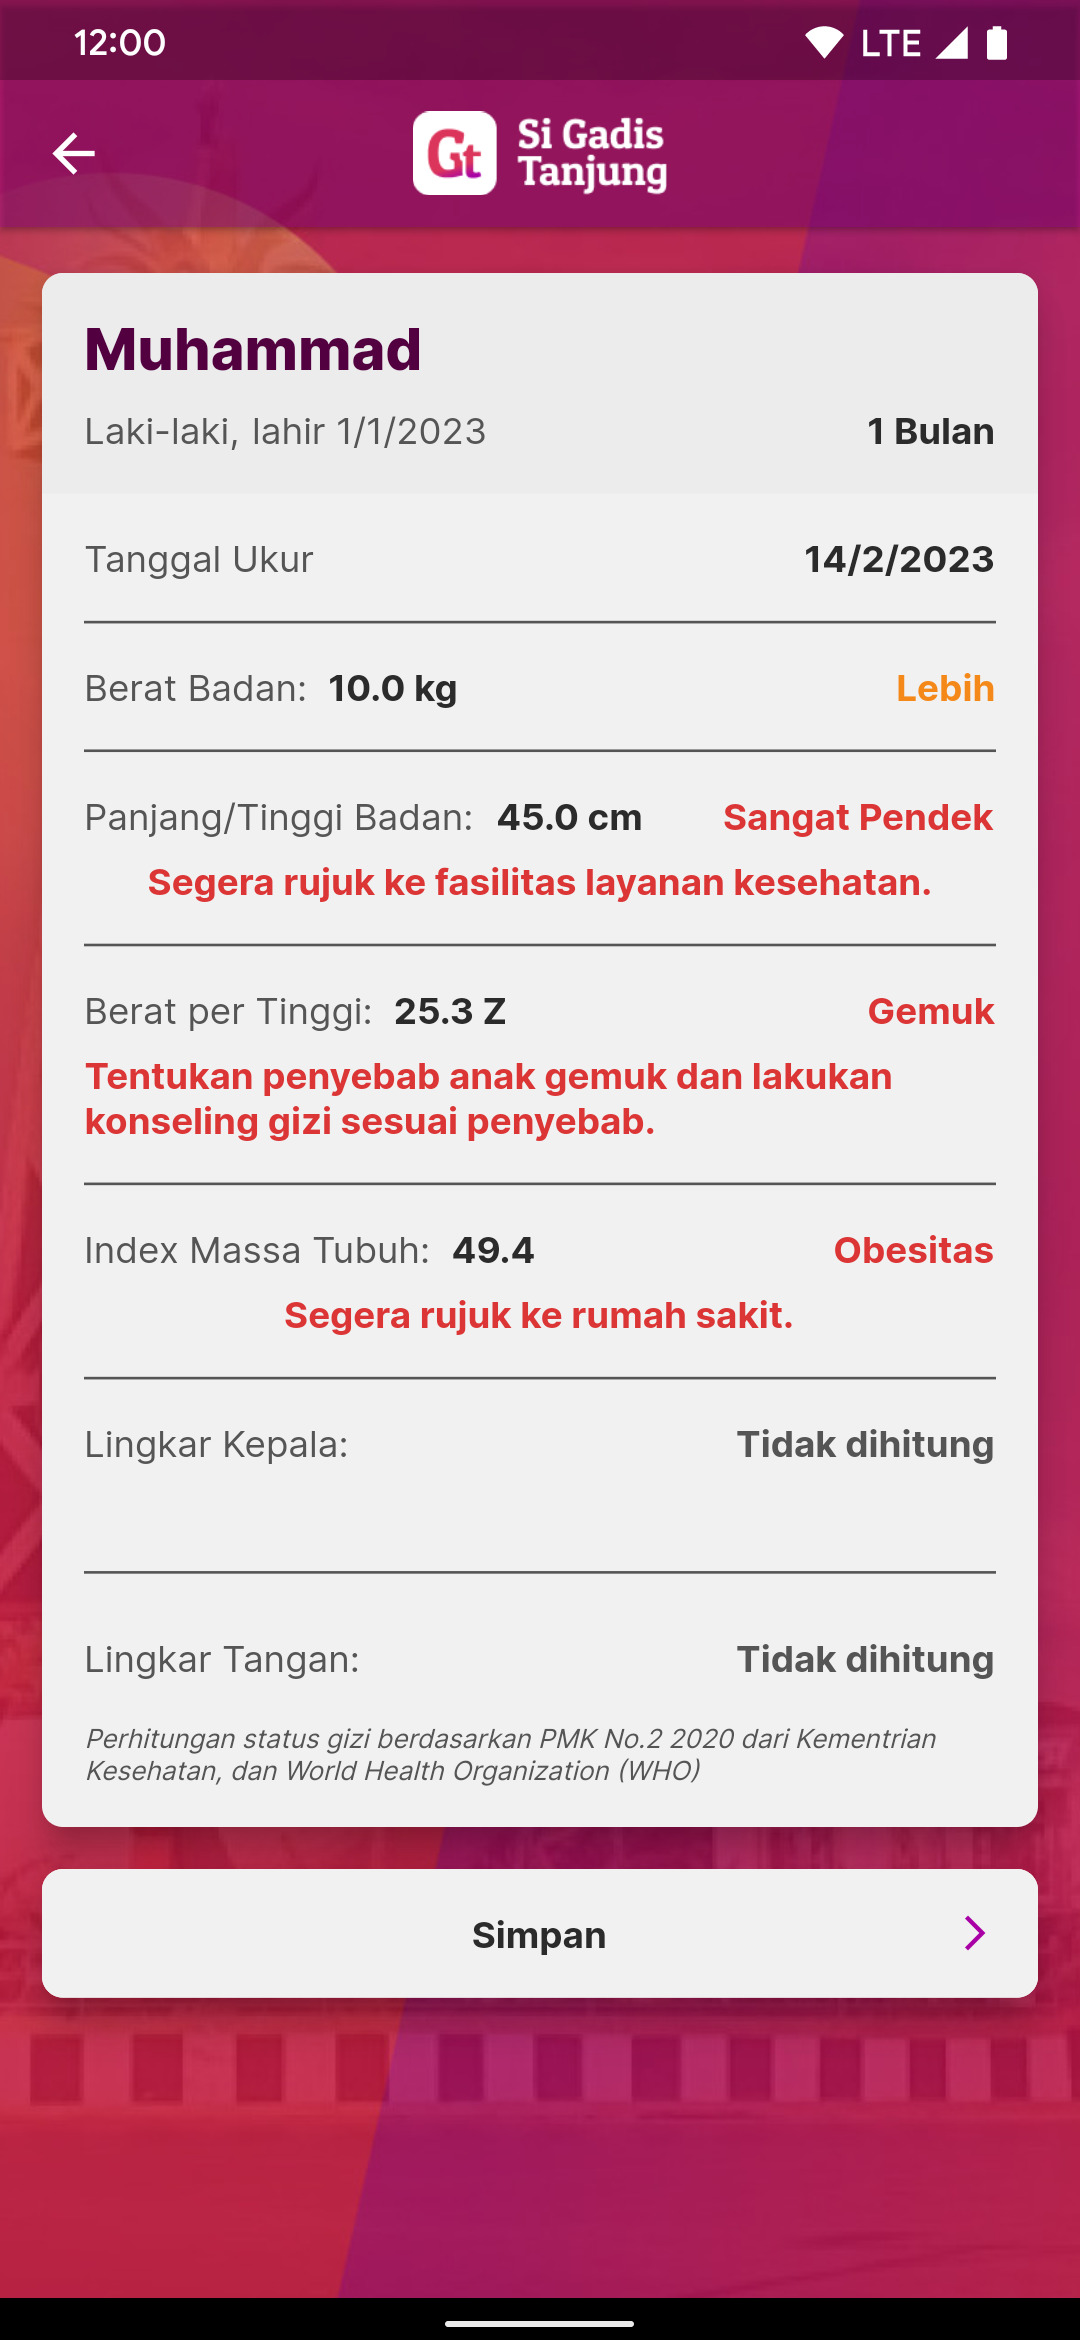 12:00
LTE
Gt
Si Gadis
Tanjung
Muhammad
Laki-laki, lahir 1/1/2023
1 Bulan
Tanggal Ukur
14/2/2023
Berat Badan: 10.0 kg
Lebih
Panjang/Tinggi Badan: 45.0 cm
Sangat Pendek
Segera rujuk ke fasilitas layanan kesehatan.
Berat per Tinggi: 25.3 Z
Gemuk
Tentukan penyebab anak gemuk dan lakukan
konseling gizi sesuai penyebab.
Index Massa Tubuh: 49.4
Obesitas
Segera rujuk ke rumah sakit.
Lingkar Kepala:
Tidak dihitung
Lingkar Tangan:
Tidak dihitung
Perhitungan status gizi berdasarkan PMK No.2 2020 dari Kementrian
Kesehatan, dan World Health Organization (WHO)
Simpan